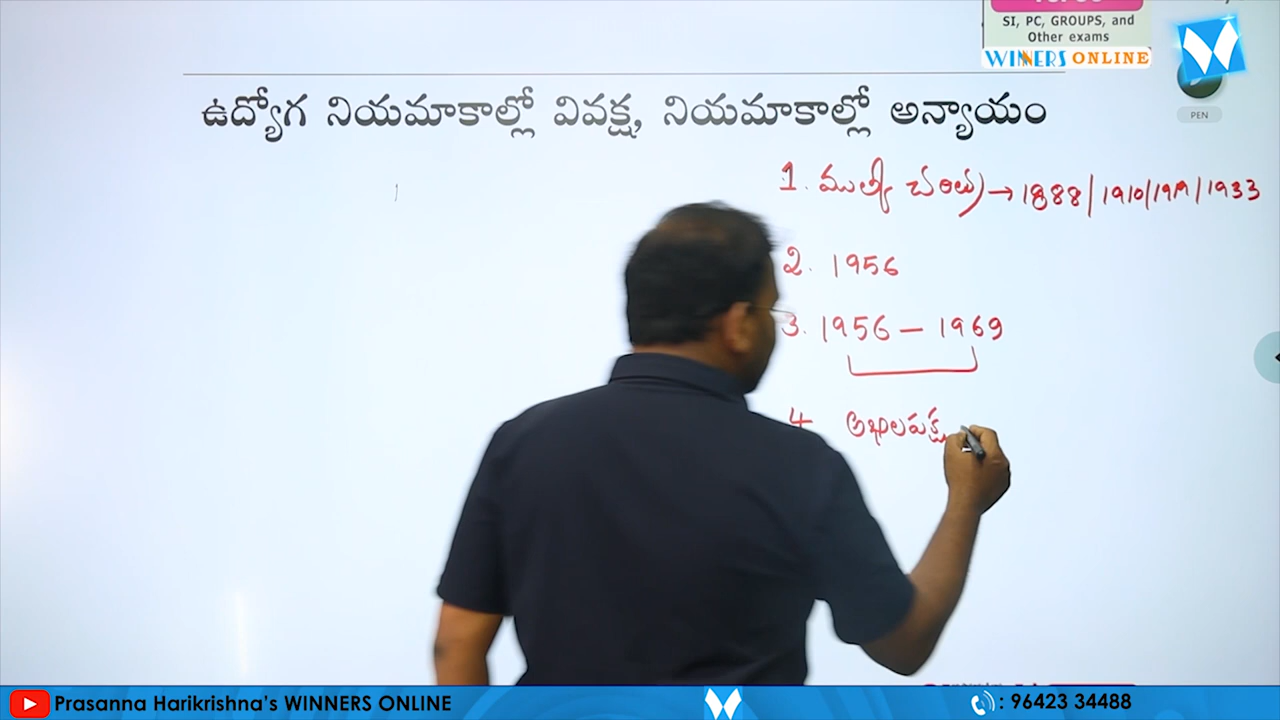 SI, PC, GROUPS, and
Other exams
WINNERS ONLINE
PEN
ఉద్యోగ నియమాకాల్లో వివక్ష, నియమాకాల్లో అన్యాయం
1. ముల్కీ చరిత్ర → 1888 / 1910 / 1919 / 1933
2. 1956
3. 1956 – 1969
4 అఖిలపక్ష
Prasanna Harikrishna's WINNERS ONLINE
: 96423 34488